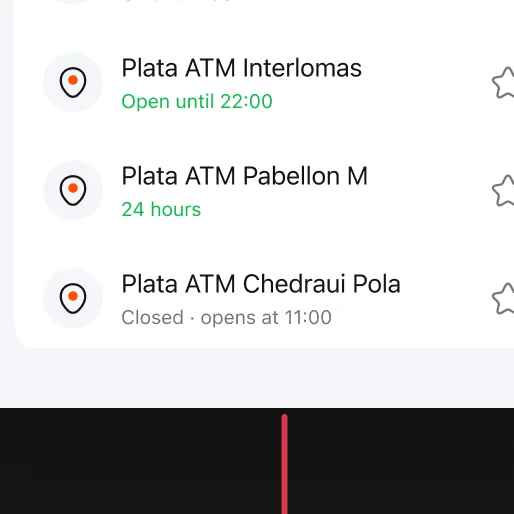 Plata ATM Interlomas
Open until 22:00
Plata ATM Pabellon M
24 hours
Plata ATM Chedraui Pola
Closed · opens at 11:00